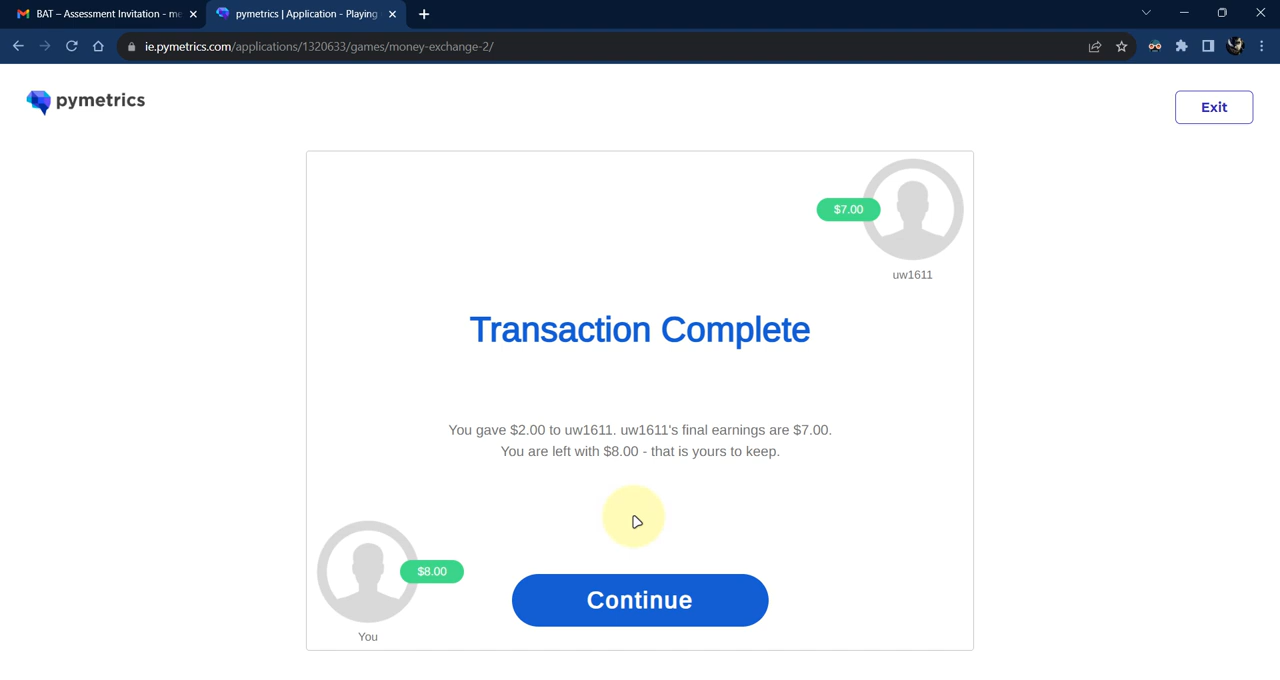 BAT – Assessment Invitation - me
pymetrics | Application - Playing
ie.pymetrics.com/applications/1320633/games/money-exchange-2/
pymetrics
Exit
$7.00
uw1611
Transaction Complete
You gave $2.00 to uw1611. uw1611's final earnings are $7.00.
You are left with $8.00 - that is yours to keep.
$8.00
Continue
You